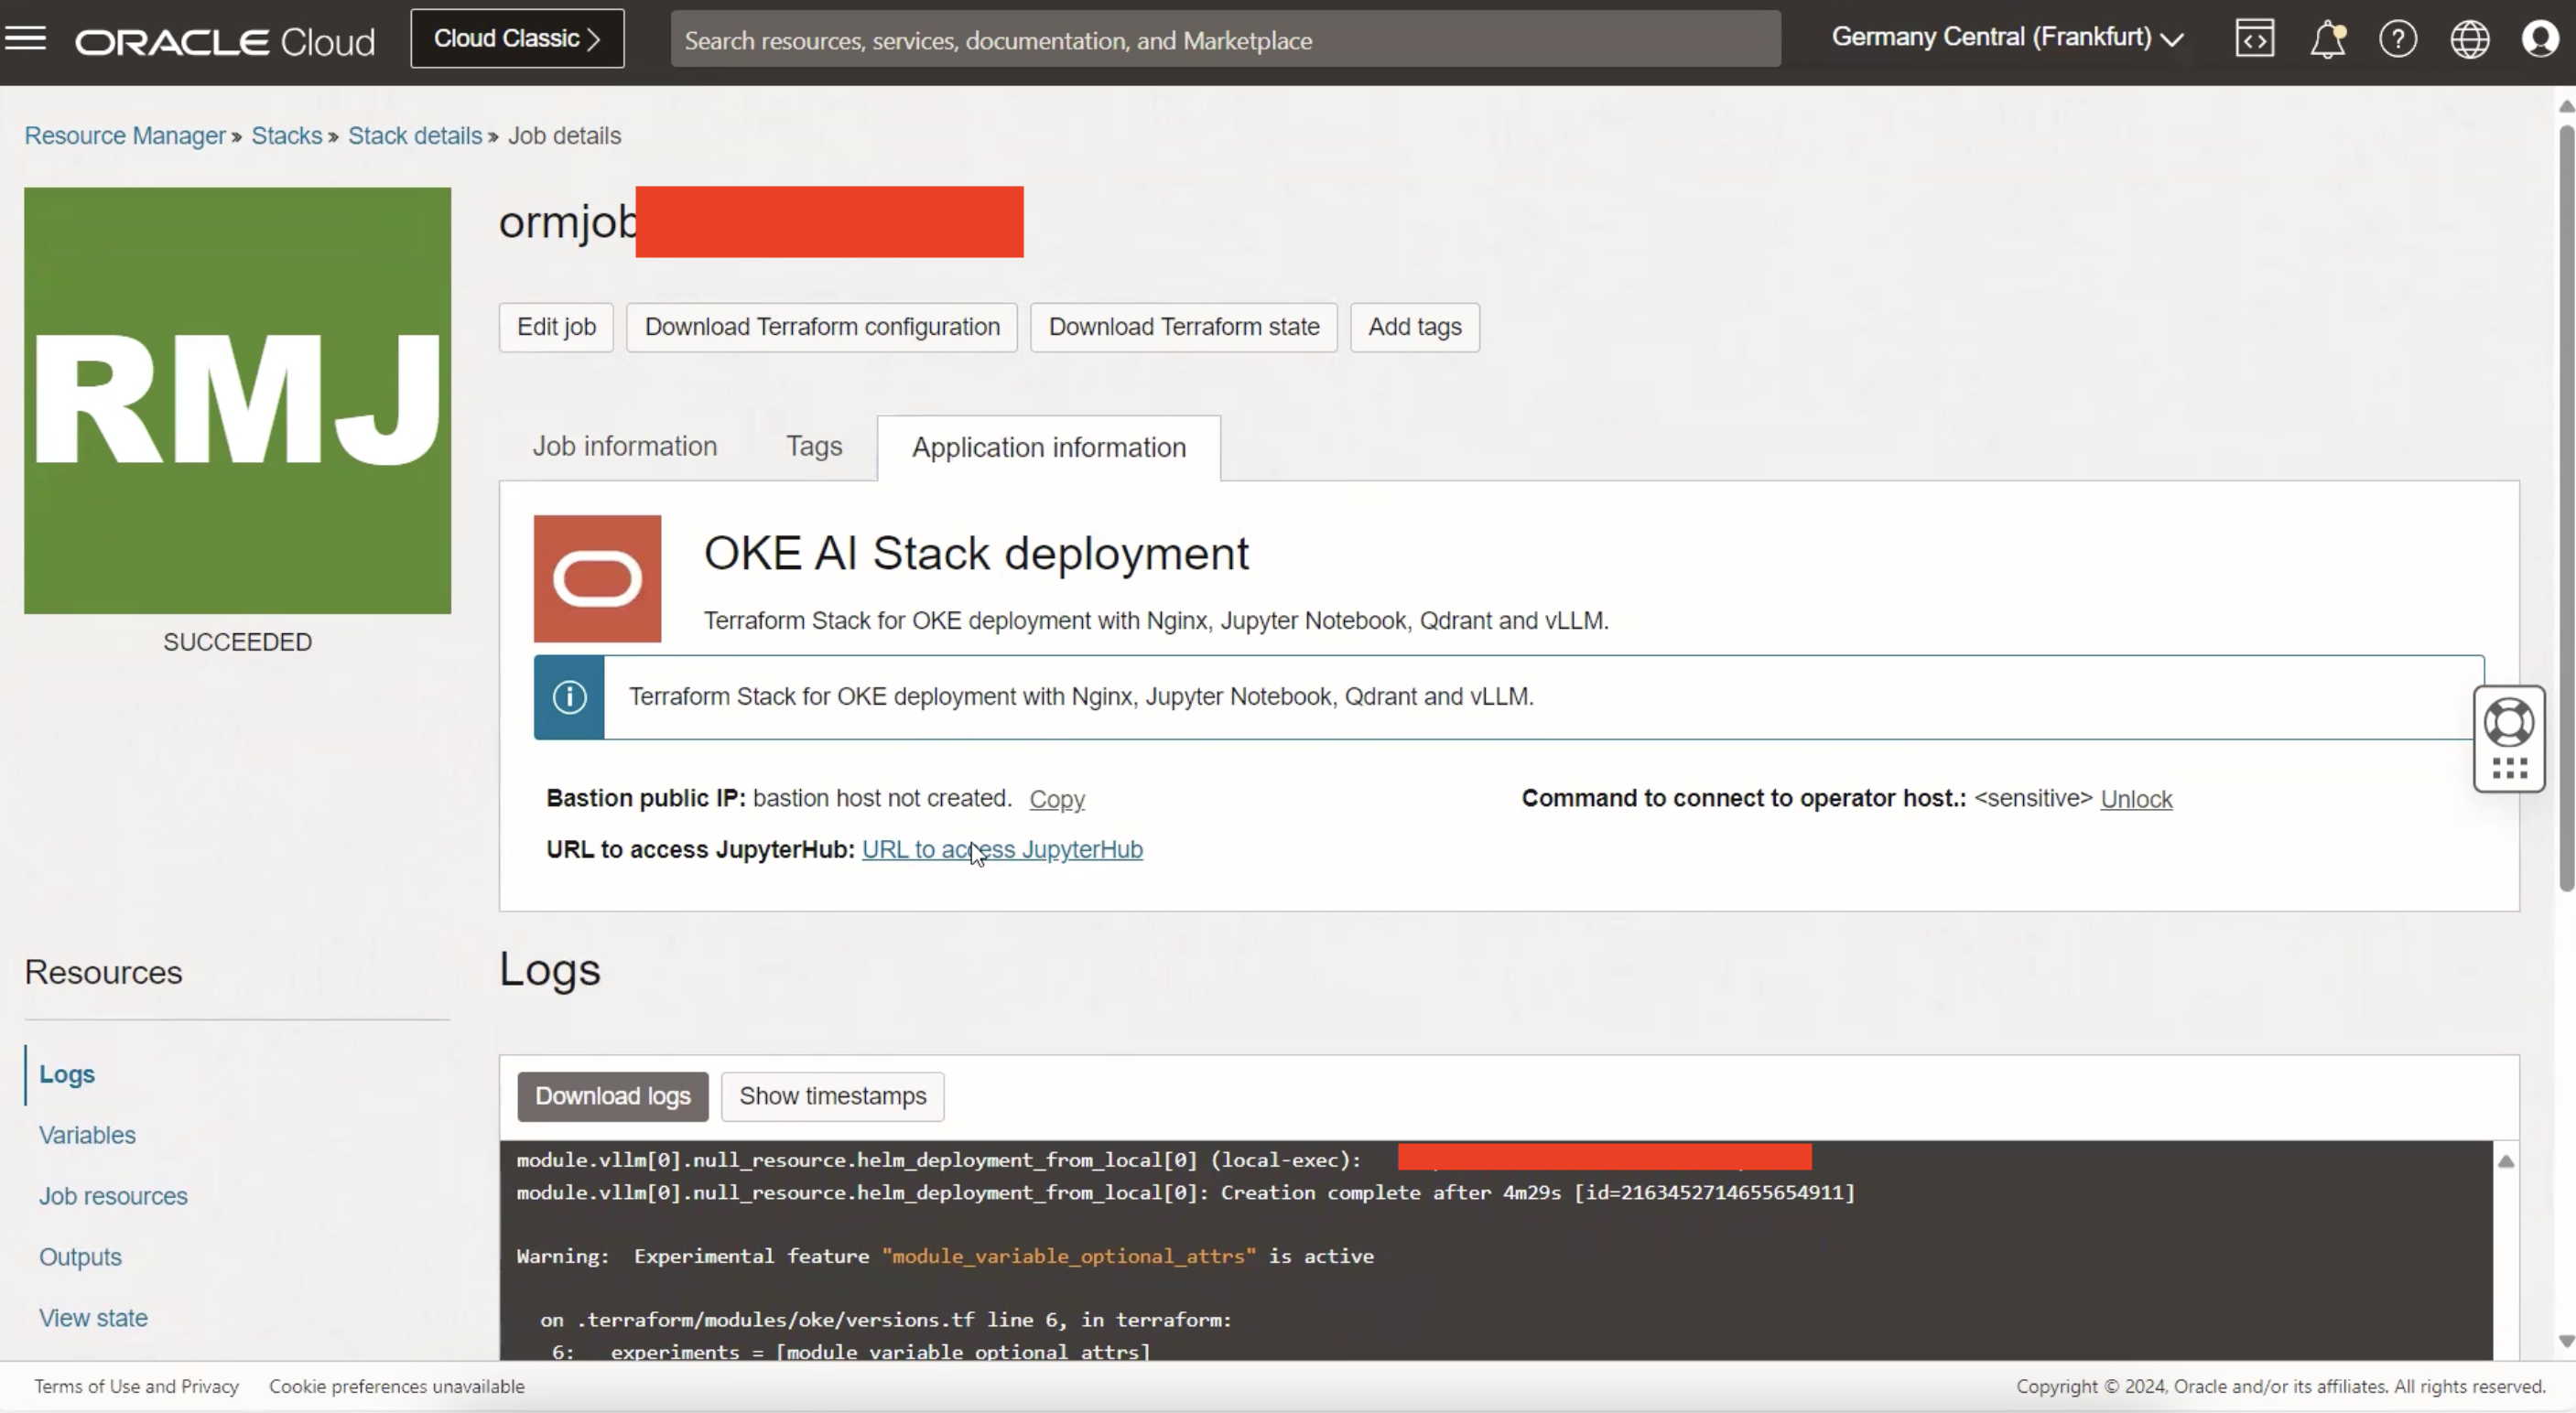 ORACLE Cloud
Cloud Classic
Search resources, services, documentation, and Marketplace
Germany Central (Frankfurt)
Resource Manager » Stacks » Stack details » Job details
RMJ
SUCCEEDED
ormjob
Edit job
Download Terraform configuration
Download Terraform state
Add tags
Job information
Tags
Application information
OKE AI Stack deployment
Terraform Stack for OKE deployment with Nginx, Jupyter Notebook, Qdrant and vLLM.
Terraform Stack for OKE deployment with Nginx, Jupyter Notebook, Qdrant and vLLM.
Bastion public IP: bastion host not created. Copy
Command to connect to operator host.: <sensitive> Unlock
URL to access JupyterHub: URL to access JupyterHub
Resources
Logs
Variables
Job resources
Outputs
View state
Logs
Download logs
Show timestamps
module.vllm[0].null_resource.helm_deployment_from_local[0] (local-exec):
module.vllm[0].null_resource.helm_deployment_from_local[0]: Creation complete after 4m29s [id=2163452714655654911]
Warning: Experimental feature "module_variable_optional_attrs" is active
on .terraform/modules/oke/versions.tf line 6, in terraform:
6: experiments = [module_variable_optional_attrs]
Terms of Use and Privacy
Cookie preferences unavailable
Copyright © 2024, Oracle and/or its affiliates. All rights reserved.